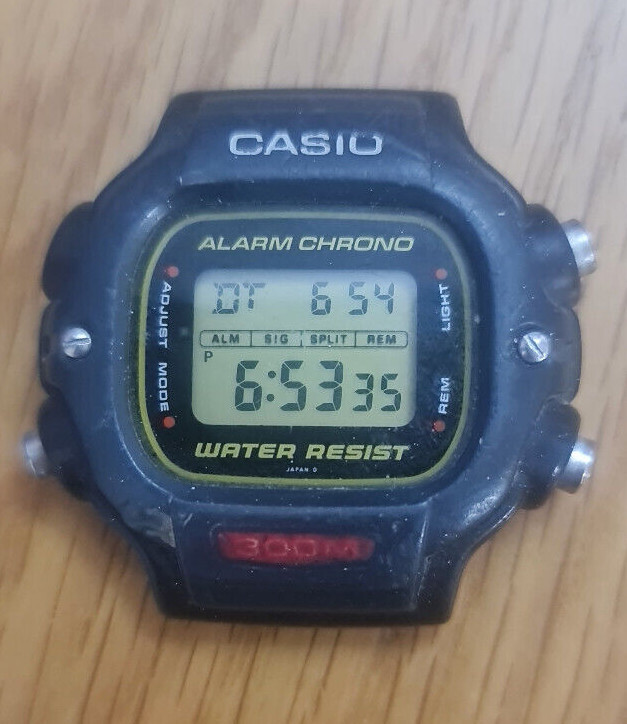 CASIO
ALARM CHRONO
ADJUST MODE
LIGHT
REM
DT 6 54
ALM SIG SPLIT REM
P
6:53 35
WATER RESIST
JAPAN D
300M